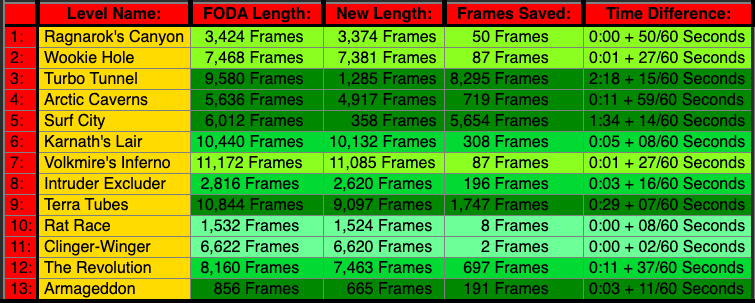 Level Name: FODA Length: New Length: Frames Saved: Time Difference:
1: Ragnarok's Canyon 3,424 Frames 3,374 Frames 50 Frames 0:00 + 50/60 Seconds
2: Wookie Hole 7,468 Frames 7,381 Frames 87 Frames 0:01 + 27/60 Seconds
3: Turbo Tunnel 9,580 Frames 1,285 Frames 8,295 Frames 2:18 + 15/60 Seconds
4: Arctic Caverns 5,636 Frames 4,917 Frames 719 Frames 0:11 + 59/60 Seconds
5: Surf City 6,012 Frames 358 Frames 5,654 Frames 1:34 + 14/60 Seconds
6: Karnath's Lair 10,440 Frames 10,132 Frames 308 Frames 0:05 + 08/60 Seconds
7: Volkmire's Inferno 11,172 Frames 11,085 Frames 87 Frames 0:01 + 27/60 Seconds
8: Intruder Excluder 2,816 Frames 2,620 Frames 196 Frames 0:03 + 16/60 Seconds
9: Terra Tubes 10,844 Frames 9,097 Frames 1,747 Frames 0:29 + 07/60 Seconds
10: Rat Race 1,532 Frames 1,524 Frames 8 Frames 0:00 + 08/60 Seconds
11: Clinger-Winger 6,622 Frames 6,620 Frames 2 Frames 0:00 + 02/60 Seconds
12: The Revolution 8,160 Frames 7,463 Frames 697 Frames 0:11 + 37/60 Seconds
13: Armageddon 856 Frames 665 Frames 191 Frames 0:03 + 11/60 Seconds